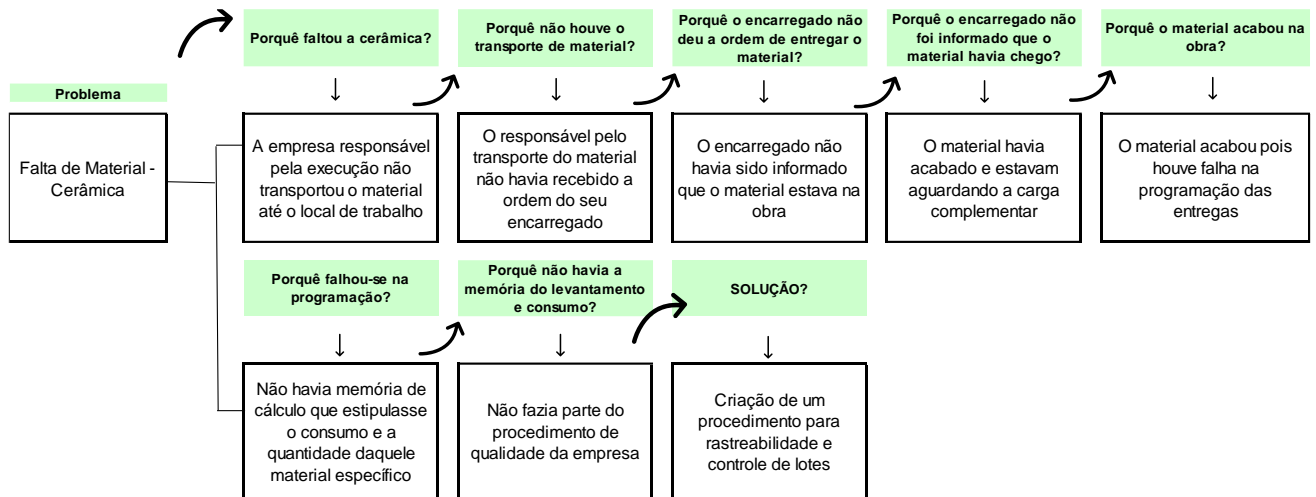 Porquê faltou a cerâmica?
Porquê não houve o
transporte de material?
Porquê o encarregado não
deu a ordem de entregar o
material?
Porquê o encarregado não
foi informado que o
material havia chego?
Porquê o material acabou na
obra?
Problema
Falta de Material -
Cerâmica
A empresa responsável
pela execução não
transportou o material
até o local de trabalho
O responsável pelo
transporte do material
não havia recebido a
ordem do seu
encarregado
O encarregado não
havia sido informado
que o material estava na
obra
O material havia
acabado e estavam
aguardando a carga
complementar
O material acabou pois
houve falha na
programação das
entregas
Porquê falhou-se na
programação?
Porquê não havia a
memória do levantamento
e consumo?
SOLUÇÃO?
Não havia memória de
cálculo que estipulasse
o consumo e a
quantidade daquele
material específico
Não fazia parte do
procedimento de
qualidade da empresa
Criação de um
procedimento para
rastreabilidade e
controle de lotes